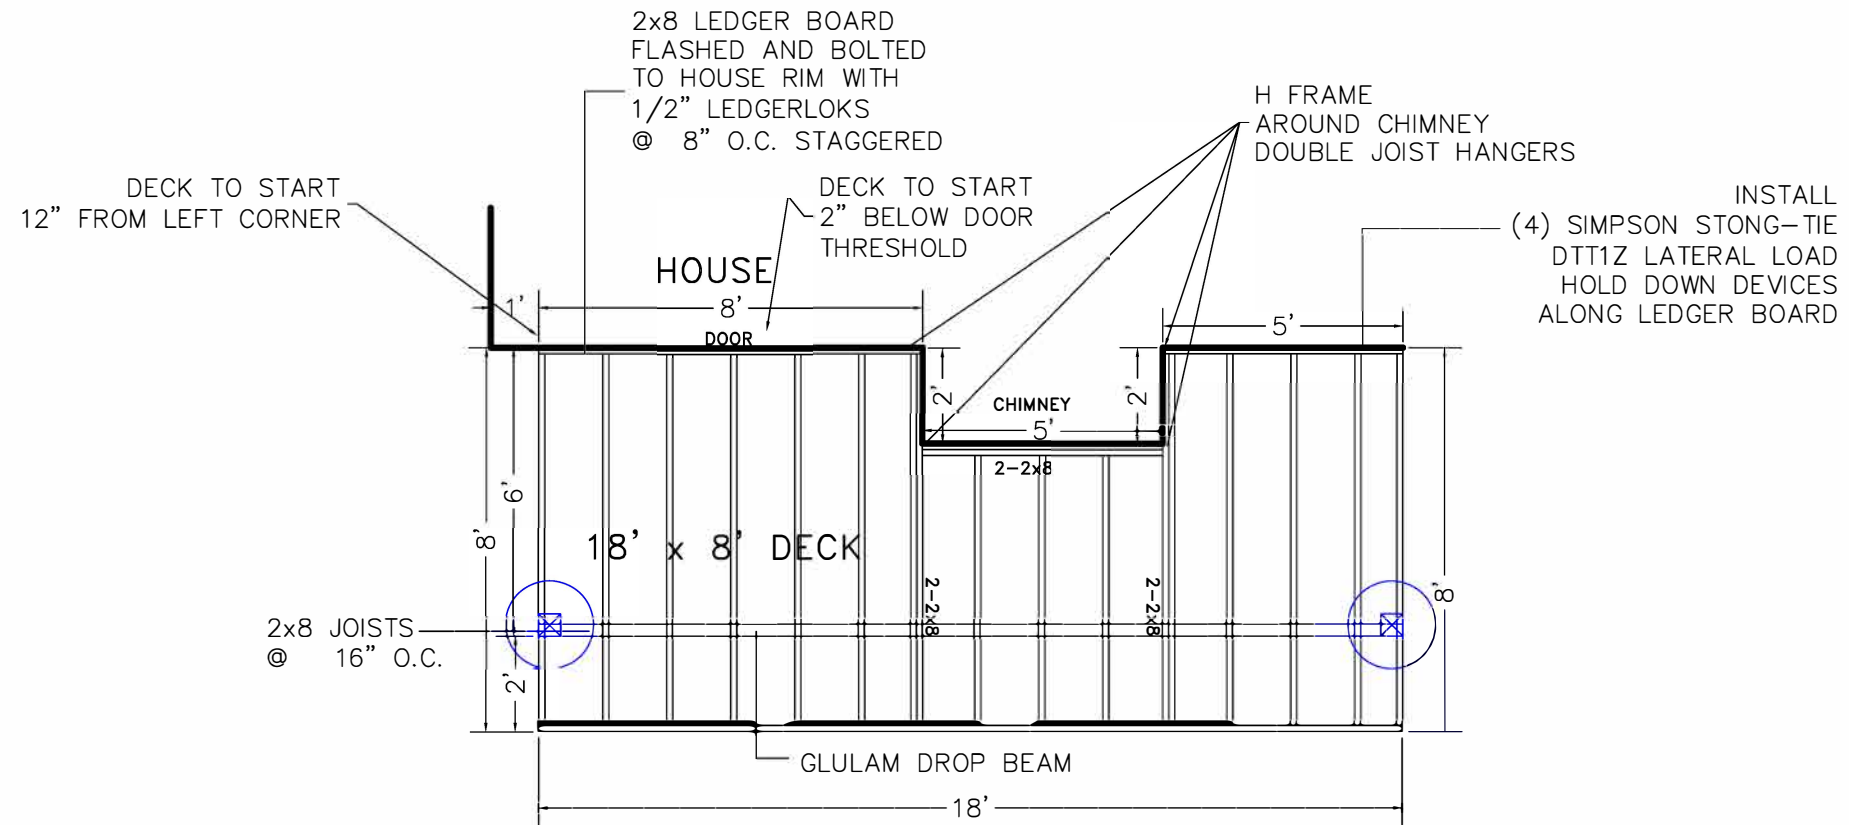 2x8 LEDGER BOARD
FLASHED AND BOLTED
TO HOUSE RIM WITH
1/2" LEDGERLOKS
@ 8" O.C. STAGGERED
H FRAME
AROUND CHIMNEY
DOUBLE JOIST HANGERS
DECK TO START
12" FROM LEFT CORNER
DECK TO START
2" BELOW DOOR
THRESHOLD
INSTALL
(4) SIMPSON STONG-TIE
DTT1Z LATERAL LOAD
HOLD DOWN DEVICES
ALONG LEDGER BOARD
HOUSE
1'
8'
5'
DOOR
2'
2'
CHIMNEY
5'
2-2x8
6'
8'
18' x 8' DECK
2-2x8
2-2x8
8'
2x8 JOISTS
@ 16" O.C.
2'
GLULAM DROP BEAM
18'